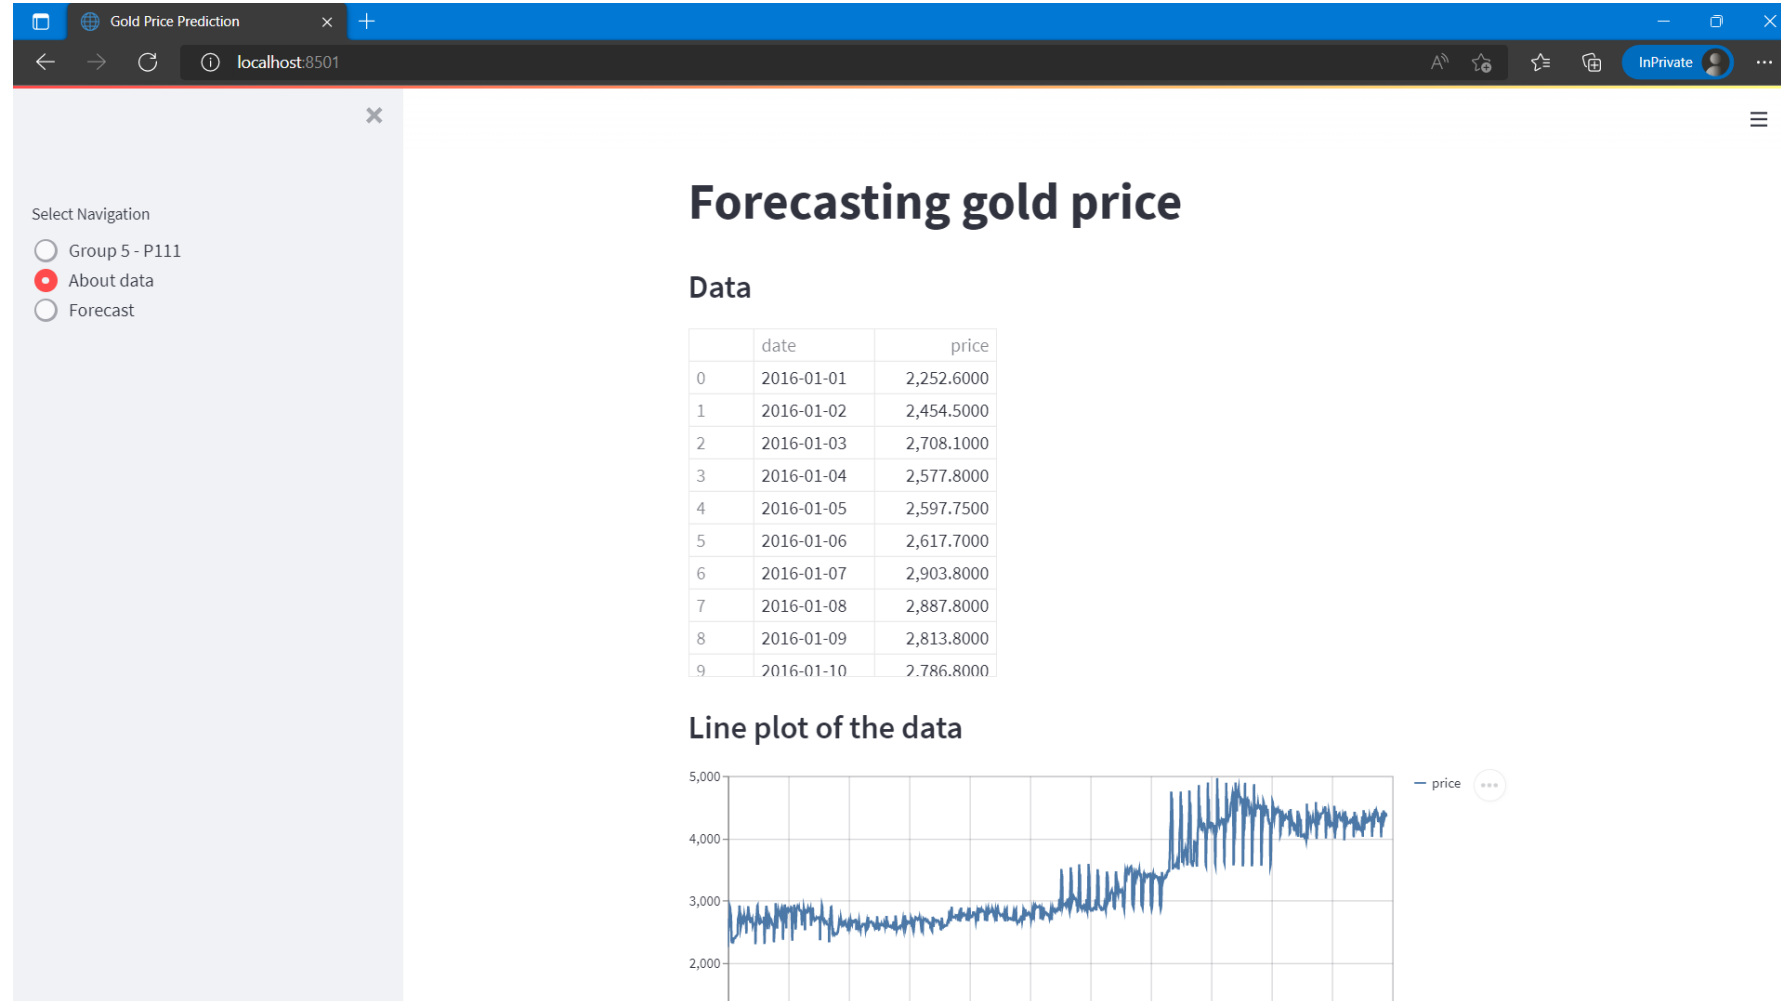 Gold Price Prediction
localhost:8501
InPrivate
Select Navigation
Group 5 - P111
About data
Forecast
Forecasting gold price
Data
date price
0 2016-01-01 2,252.6000
1 2016-01-02 2,454.5000
2 2016-01-03 2,708.1000
3 2016-01-04 2,577.8000
4 2016-01-05 2,597.7500
5 2016-01-06 2,617.7000
6 2016-01-07 2,903.8000
7 2016-01-08 2,887.8000
8 2016-01-09 2,813.8000
9 2016-01-10 2,786.8000
Line plot of the data
5,000
price
4,000
3,000
2,000